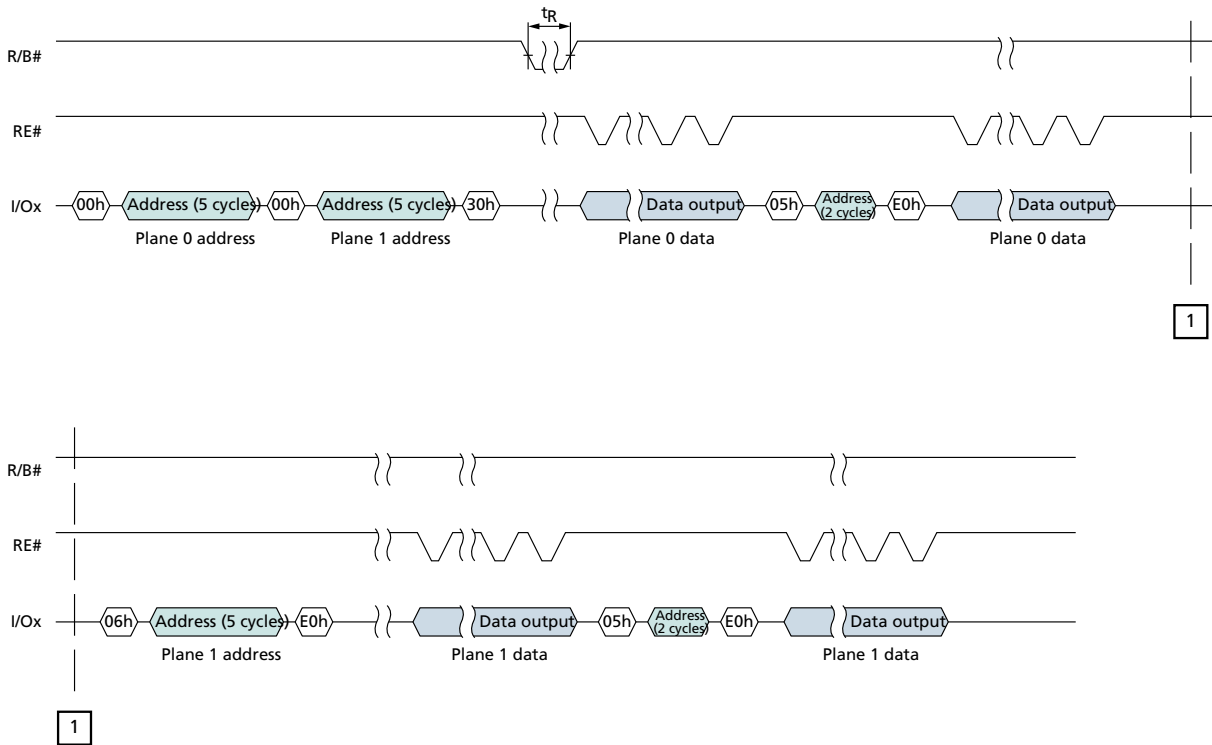 tR
R/B#
RE#
I/Ox 00h Address (5 cycles) 00h Address (5 cycles) 30h Data output 05h Address (2 cycles) E0h Data output
Plane 0 address Plane 1 address Plane 0 data Plane 0 data
1
R/B#
RE#
I/Ox 06h Address (5 cycles) E0h Data output 05h Address (2 cycles) E0h Data output
Plane 1 address Plane 1 data Plane 1 data
1